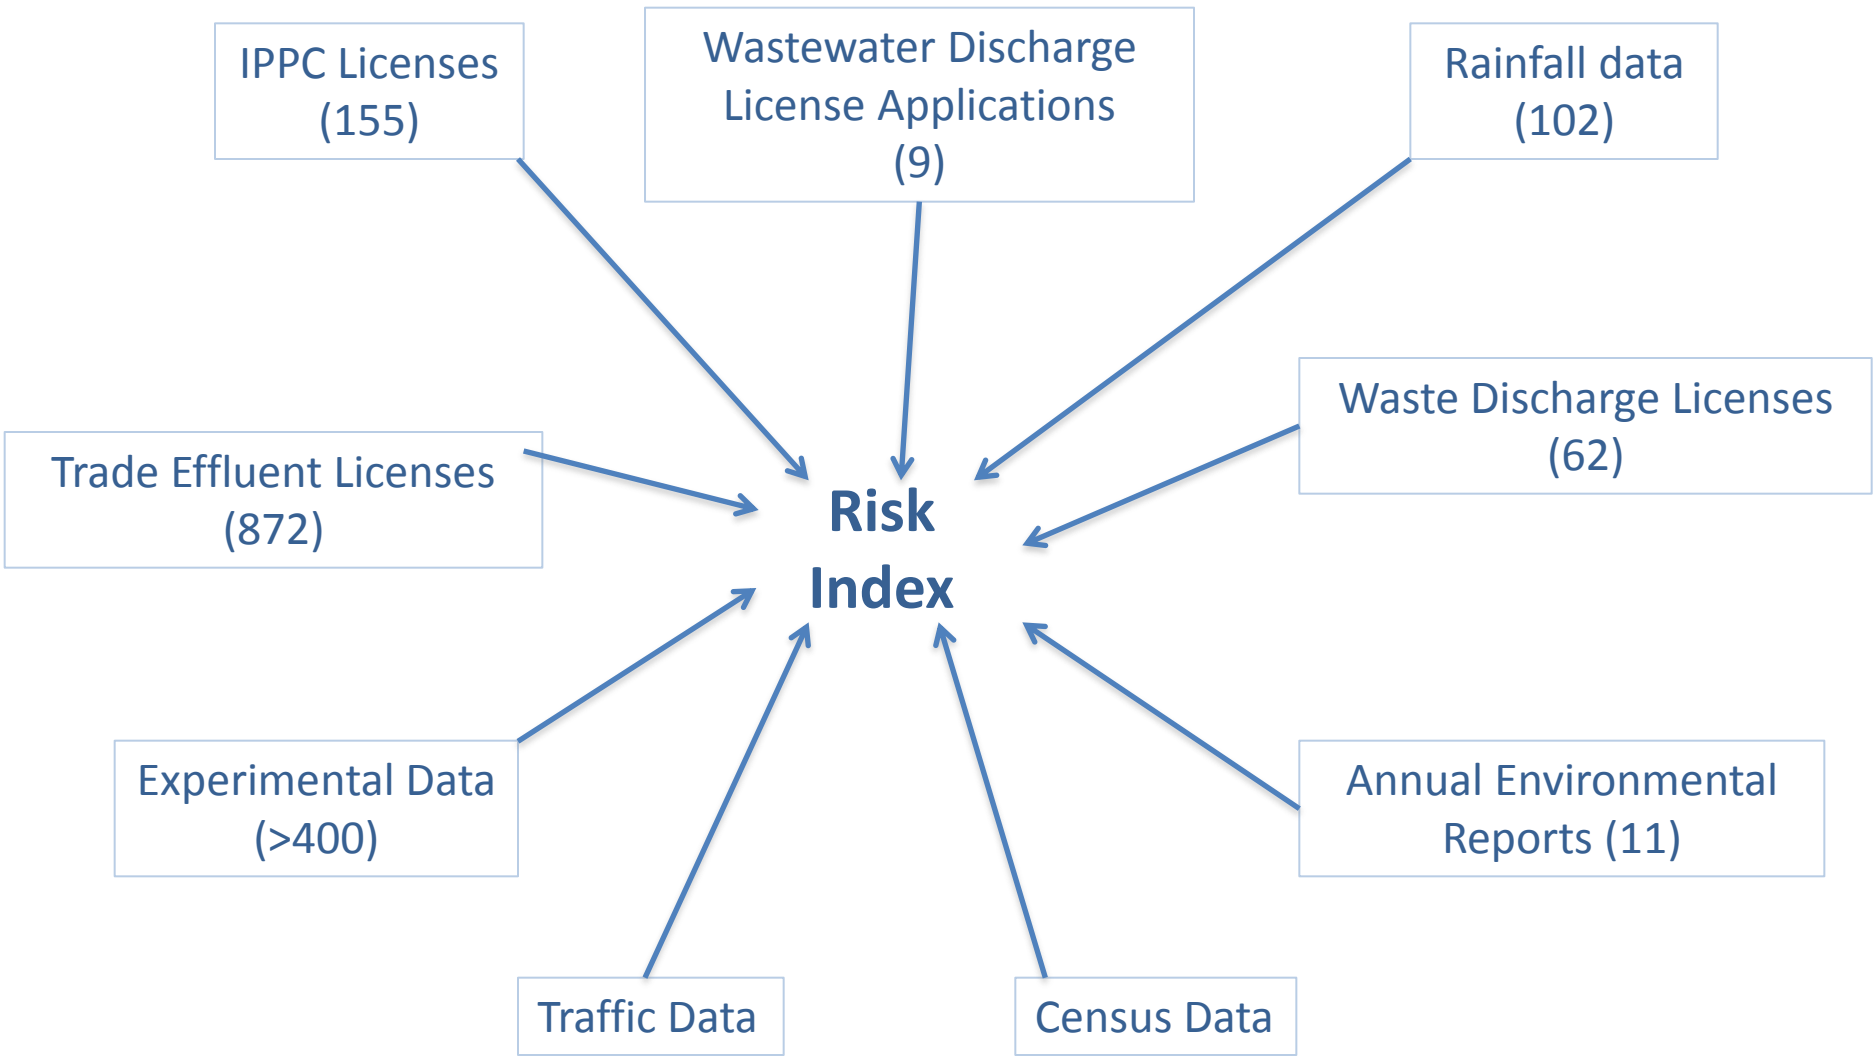 IPPC Licenses
(155)
Wastewater Discharge
License Applications
(9)
Rainfall data
(102)
Waste Discharge Licenses
(62)
Trade Effluent Licenses
(872)
Risk
Index
Experimental Data
(>400)
Annual Environmental
Reports (11)
Traffic Data
Census Data